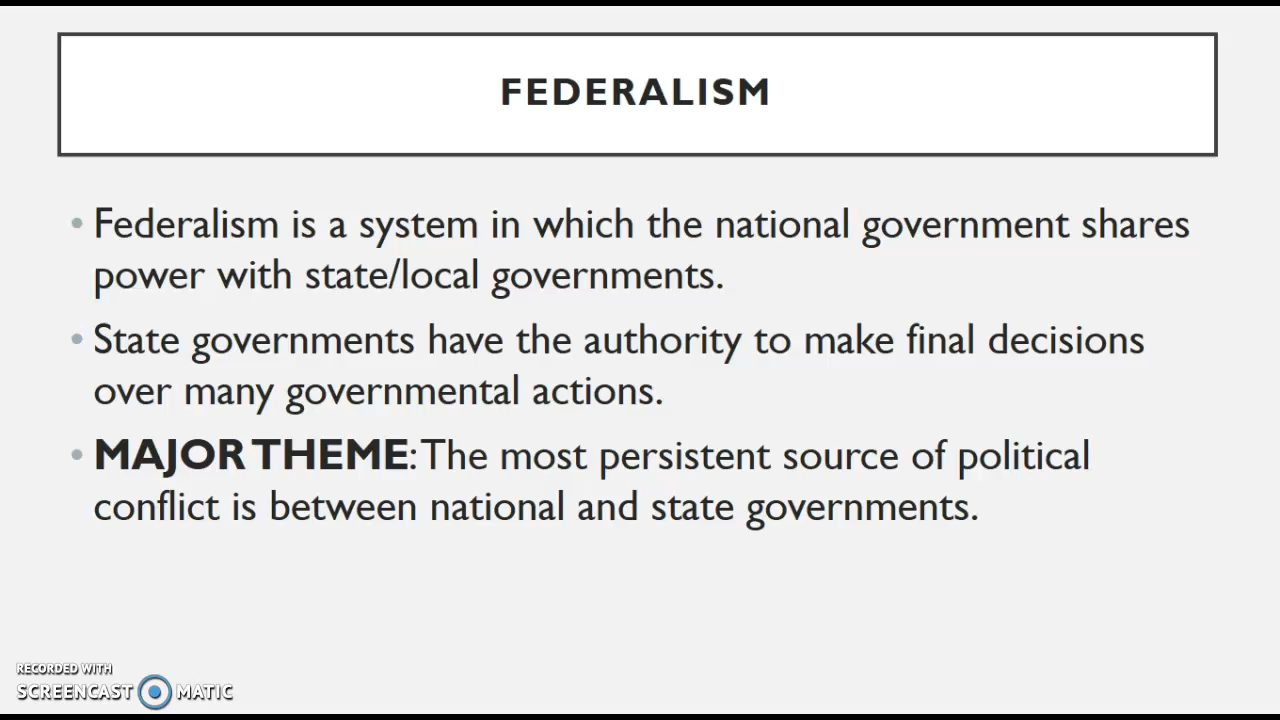 FEDERALISM
• Federalism is a system in which the national government shares
power with state/local governments.
• State governments have the authority to make final decisions
over many governmental actions.
• MAJOR THEME: The most persistent source of political
conflict is between national and state governments.
RECORDED WITH
SCREENCAST MATIC